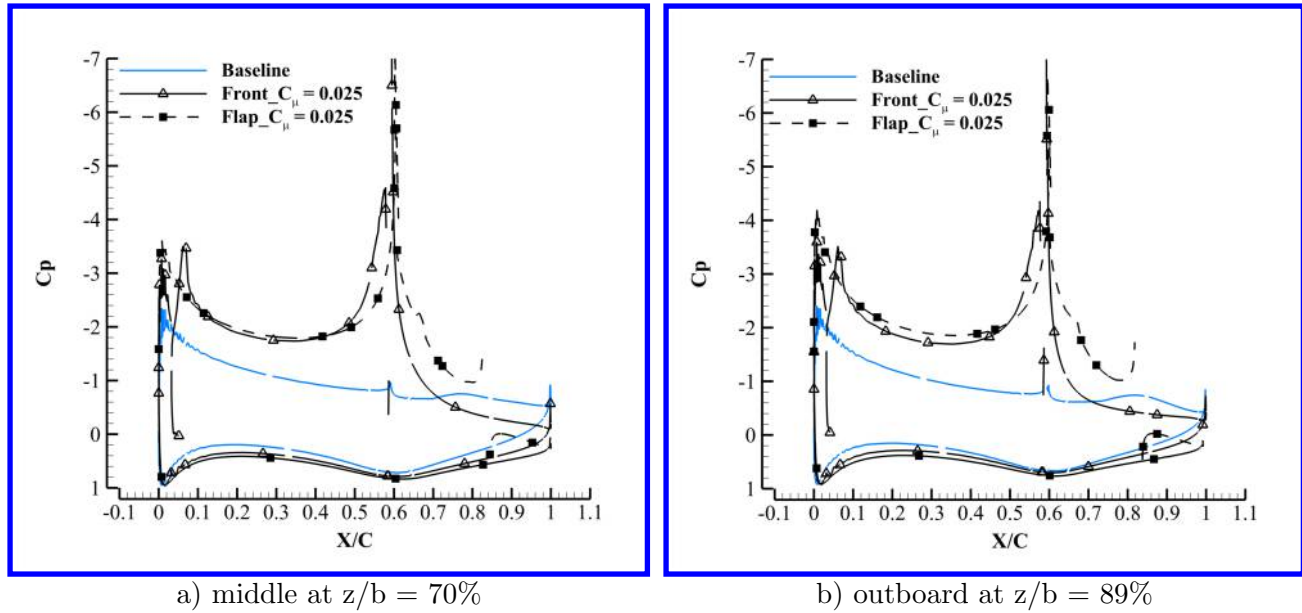 -7
-6
-5
-4
-3
-2
-1
0
1
Cp
Baseline
Front_Cμ = 0.025
Flap_Cμ = 0.025
-0.1 0 0.1 0.2 0.3 0.4 0.5 0.6 0.7 0.8 0.9 1 1.1
X/C
a) middle at z/b = 70%
-7
-6
-5
-4
-3
-2
-1
0
1
Cp
Baseline
Front_Cμ = 0.025
Flap_Cμ = 0.025
-0.1 0 0.1 0.2 0.3 0.4 0.5 0.6 0.7 0.8 0.9 1 1.1
X/C
b) outboard at z/b = 89%